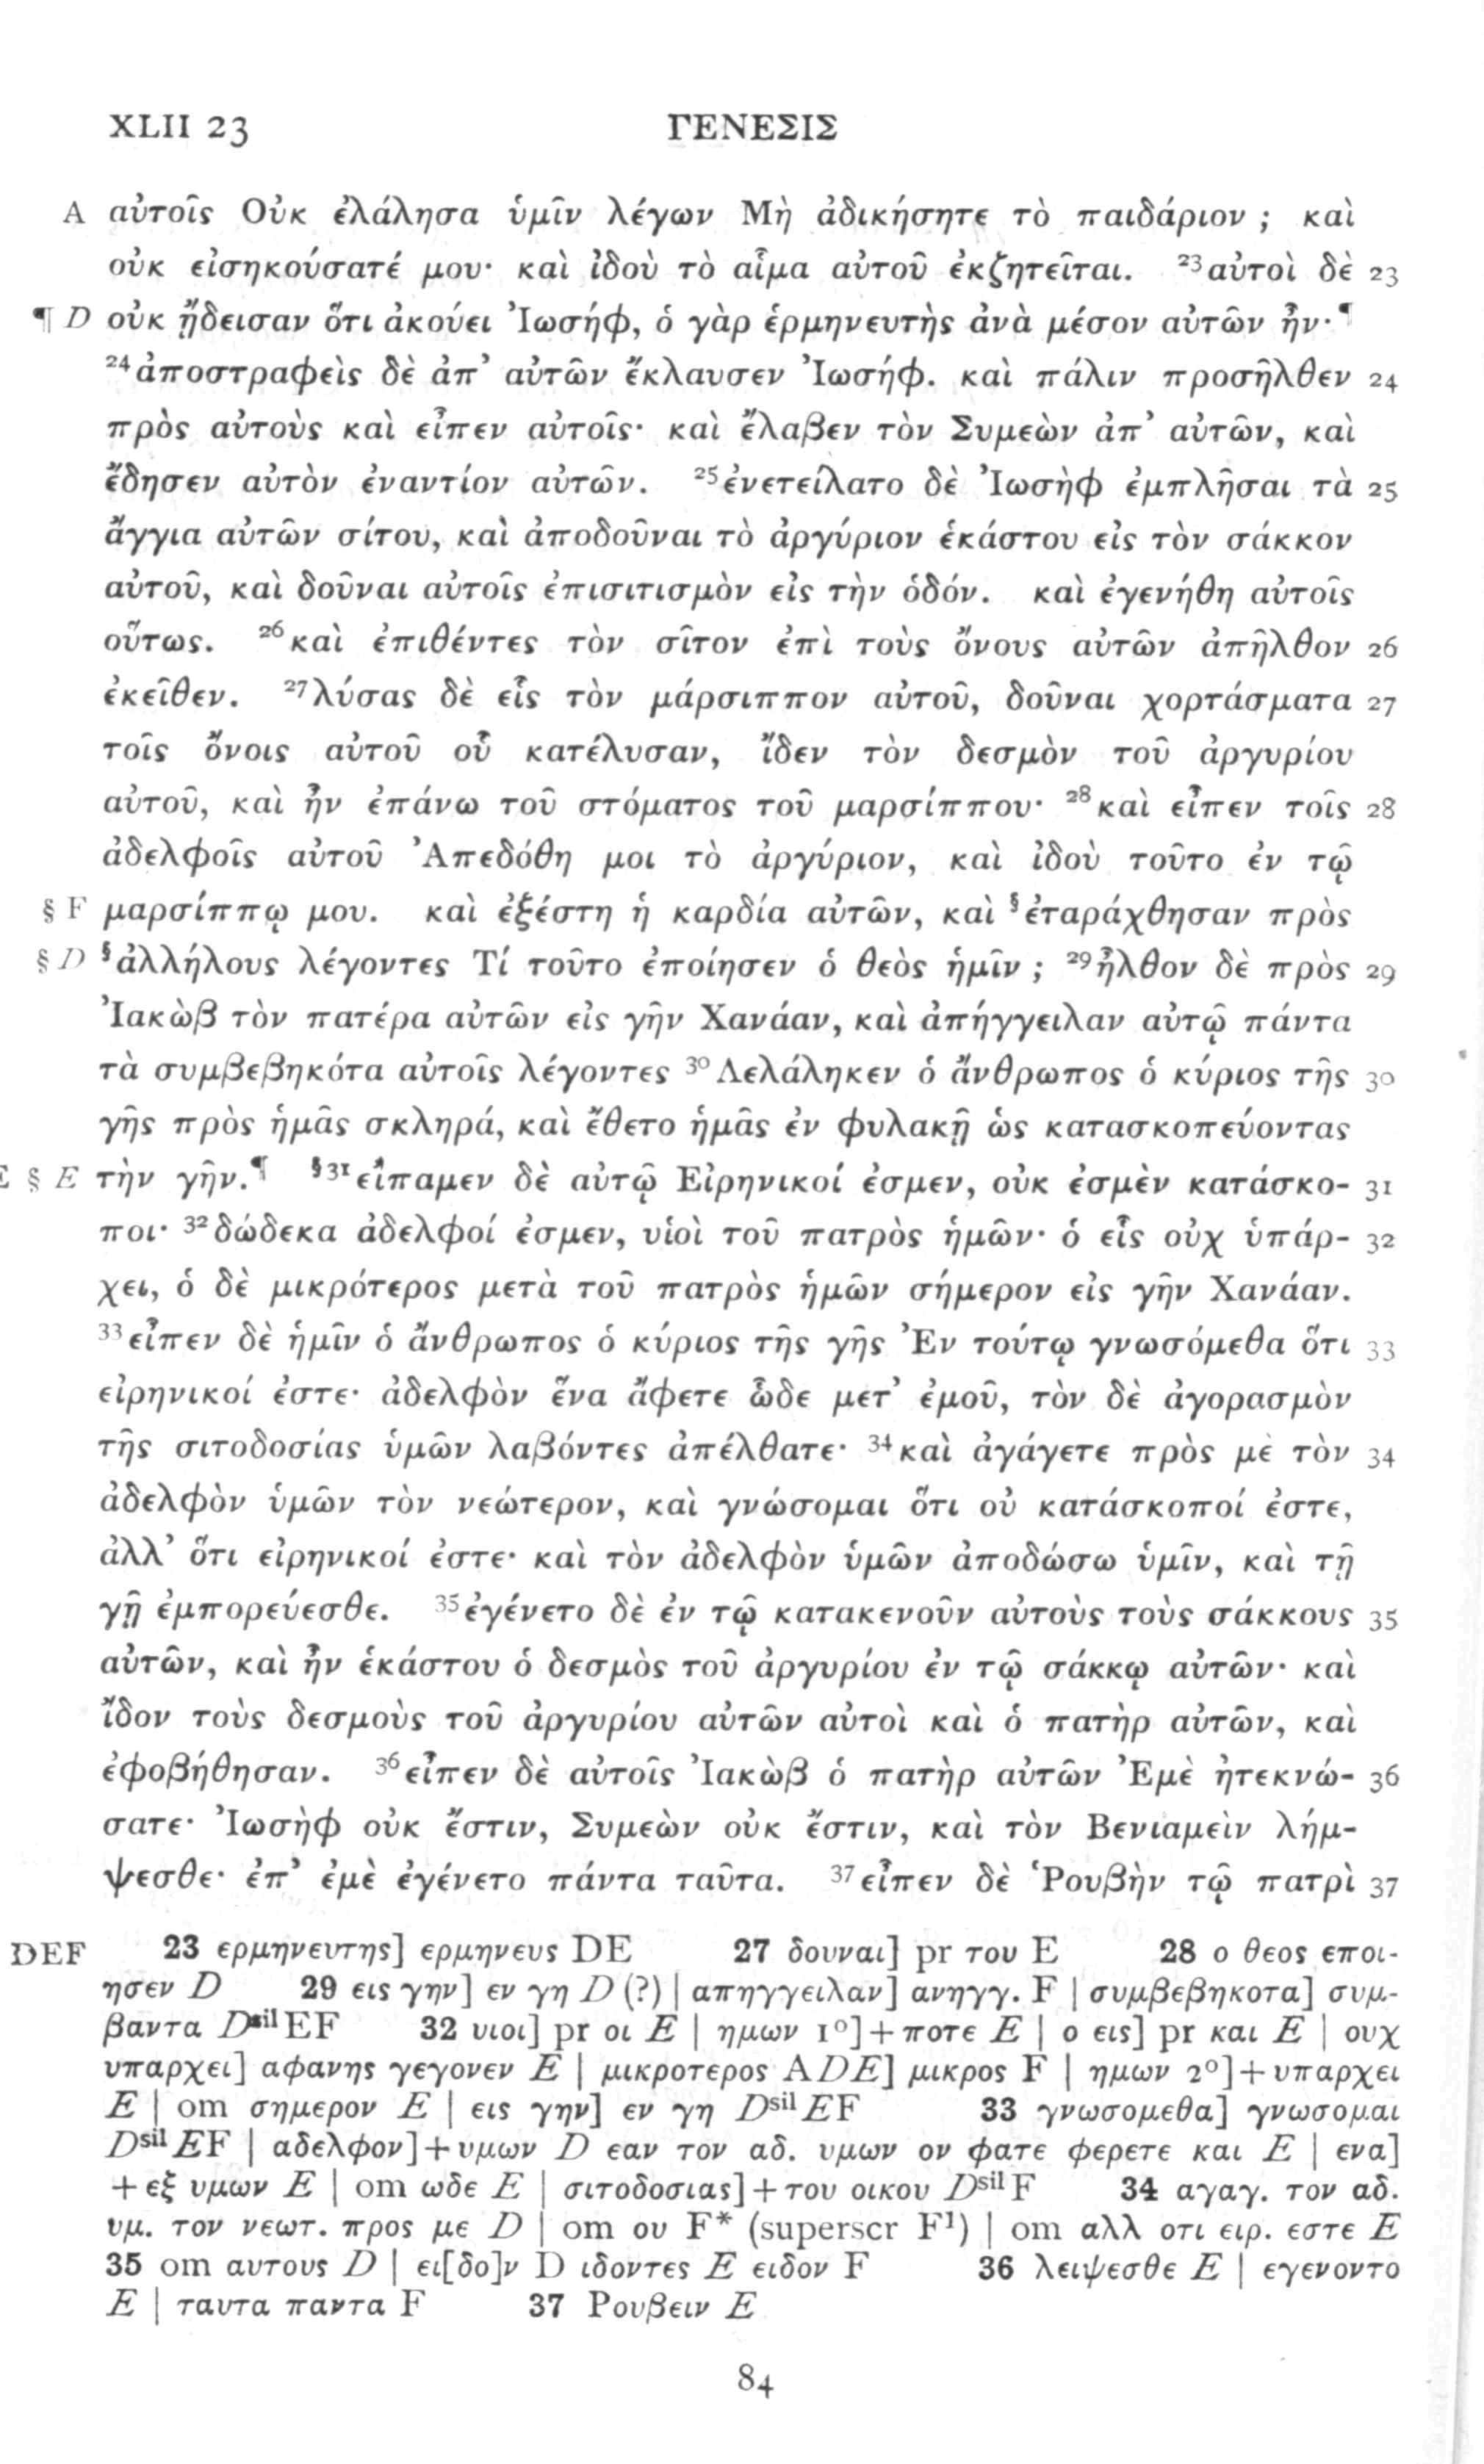 XLII 23 ΓΕΝΕΣΙΣ
A αὐτοῖς Οὐκ ἐλάλησα ὑμῖν λέγων Μὴ ἀδικήσητε τὸ παιδάριον ; καὶ
οὐκ εἰσηκούσατέ μου· καὶ ἰδοὺ τὸ αἷμα αὐτοῦ ἐκζητεῖται. ²³αὐτοὶ δὲ 23
¶ D οὐκ ᾔδεισαν ὅτι ἀκούει Ἰωσήφ, ὁ γὰρ ἑρμηνευτὴς ἀνὰ μέσον αὐτῶν ἦν·¶
²⁴ἀποστραφεὶς δὲ ἀπ’ αὐτῶν ἔκλαυσεν Ἰωσήφ. καὶ πάλιν προσῆλθεν 24
πρὸς αὐτοὺς καὶ εἶπεν αὐτοῖς· καὶ ἔλαβεν τὸν Συμεὼν ἀπ’ αὐτῶν, καὶ
ἔδησεν αὐτὸν ἐναντίον αὐτῶν. ²⁵ἐνετείλατο δὲ Ἰωσὴφ ἐμπλῆσαι τὰ 25
ἄγγια αὐτῶν σίτου, καὶ ἀποδοῦναι τὸ ἀργύριον ἑκάστου εἰς τὸν σάκκον
αὐτοῦ, καὶ δοῦναι αὐτοῖς ἐπισιτισμὸν εἰς τὴν ὁδόν. καὶ ἐγενήθη αὐτοῖς
οὕτως. ²⁶καὶ ἐπιθέντες τὸν σῖτον ἐπὶ τοὺς ὄνους αὐτῶν ἀπῆλθον 26
ἐκεῖθεν. ²⁷λύσας δὲ εἷς τὸν μάρσιππον αὐτοῦ, δοῦναι χορτάσματα 27
τοῖς ὄνοις αὐτοῦ οὗ κατέλυσαν, ἴδεν τὸν δεσμὸν τοῦ ἀργυρίου
αὐτοῦ, καὶ ἦν ἐπάνω τοῦ στόματος τοῦ μαρσίππου· ²⁸καὶ εἶπεν τοῖς 28
ἀδελφοῖς αὐτοῦ Ἀπεδόθη μοι τὸ ἀργύριον, καὶ ἰδοὺ τοῦτο ἐν τῷ
§ F μαρσίππῳ μου. καὶ ἐξέστη ἡ καρδία αὐτῶν, καὶ §ἐταράχθησαν πρὸς
§ D §ἀλλήλους λέγοντες Τί τοῦτο ἐποίησεν ὁ θεὸς ἡμῖν ; ²⁹ἦλθον δὲ πρὸς 29
Ἰακὼβ τὸν πατέρα αὐτῶν εἰς γῆν Χανάαν, καὶ ἀπήγγειλαν αὐτῷ πάντα
τὰ συμβεβηκότα αὐτοῖς λέγοντες ³⁰Λελάληκεν ὁ ἄνθρωπος ὁ κύριος τῆς 30
γῆς πρὸς ἡμᾶς σκληρά, καὶ ἔθετο ἡμᾶς ἐν φυλακῇ ὡς κατασκοπεύοντας
§ E τὴν γῆν.¶ §³¹εἴπαμεν δὲ αὐτῷ Εἰρηνικοί ἐσμεν, οὐκ ἐσμὲν κατάσκο- 31
ποι· ³²δώδεκα ἀδελφοί ἐσμεν, υἱοὶ τοῦ πατρὸς ἡμῶν· ὁ εἷς οὐχ ὑπάρ- 32
χει, ὁ δὲ μικρότερος μετὰ τοῦ πατρὸς ἡμῶν σήμερον εἰς γῆν Χανάαν.
³³εἶπεν δὲ ἡμῖν ὁ ἄνθρωπος ὁ κύριος τῆς γῆς Ἐν τούτῳ γνωσόμεθα ὅτι 33
εἰρηνικοί ἐστε· ἀδελφὸν ἕνα ἄφετε ὧδε μετ’ ἐμοῦ, τὸν δὲ ἀγορασμὸν
τῆς σιτοδοσίας ὑμῶν λαβόντες ἀπέλθατε· ³⁴καὶ ἀγάγετε πρὸς μὲ τὸν 34
ἀδελφὸν ὑμῶν τὸν νεώτερον, καὶ γνώσομαι ὅτι οὐ κατάσκοποί ἐστε,
ἀλλ’ ὅτι εἰρηνικοί ἐστε· καὶ τὸν ἀδελφὸν ὑμῶν ἀποδώσω ὑμῖν, καὶ τῇ
γῇ ἐμπορεύεσθε. ³⁵ἐγένετο δὲ ἐν τῷ κατακενοῦν αὐτοὺς τοὺς σάκκους 35
αὐτῶν, καὶ ἦν ἑκάστου ὁ δεσμὸς τοῦ ἀργυρίου ἐν τῷ σάκκῳ αὐτῶν· καὶ
ἴδον τοὺς δεσμοὺς τοῦ ἀργυρίου αὐτῶν αὐτοὶ καὶ ὁ πατὴρ αὐτῶν, καὶ
ἐφοβήθησαν. ³⁶εἶπεν δὲ αὐτοῖς Ἰακὼβ ὁ πατὴρ αὐτῶν Ἐμὲ ἠτεκνώ- 36
σατε· Ἰωσὴφ οὐκ ἔστιν, Συμεὼν οὐκ ἔστιν, καὶ τὸν Βενιαμεὶν λήμ-
ψεσθε· ἐπ’ ἐμὲ ἐγένετο πάντα ταῦτα. ³⁷εἶπεν δὲ Ῥουβὴν τῷ πατρὶ 37
DEF 23 ερμηνευτης] ερμηνευς DE 27 δουναι] pr του E 28 ο θεος εποι-
ησεν D 29 εις γην] εν γη D (?) | απηγγειλαν] ανηγγ. F | συμβεβηκοτα] συμ-
βαντα Dsil EF 32 υιοι] pr οι E | ημων 1°]+ποτε E | ο εις] pr και E | ουχ
υπαρχει] αφανης γεγονεν E | μικροτερος ADE] μικρος F | ημων 2°]+υπαρχει
E | om σημερον E | εις γην] εν γη Dsil EF 33 γνωσομεθα] γνωσομαι
Dsil EF | αδελφον]+υμων D εαν τον αδ. υμων ον φατε φερετε και E | ενα]
+εξ υμων E | om ωδε E | σιτοδοσιας]+του οικου Dsil F 34 αγαγ. τον αδ.
υμ. τον νεωτ. προς με D | om ου F* (superscr F¹) | om αλλ οτι ειρ. εστε E
35 om αυτους D | ει[δο]ν D ιδοντες E ειδον F 36 λειψεσθε E | εγενοντο
E | ταυτα παντα F 37 Ρουβειν E
84